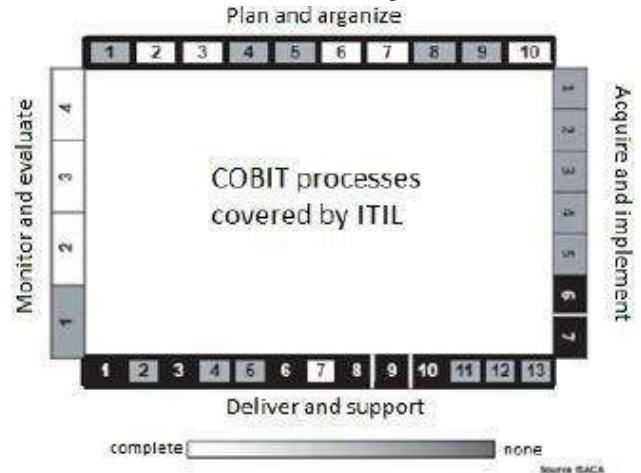 Plan and arganize
1 2 3 4 5 6 7 8 9 10
Monitor and evaluate
4
3
2
1
COBIT processes
covered by ITIL
Acquire and implement
1
2
3
4
5
6
7
1 2 3 4 5 6 7 8 9 10 11 12 13
Deliver and support
complete none
Source ISACA